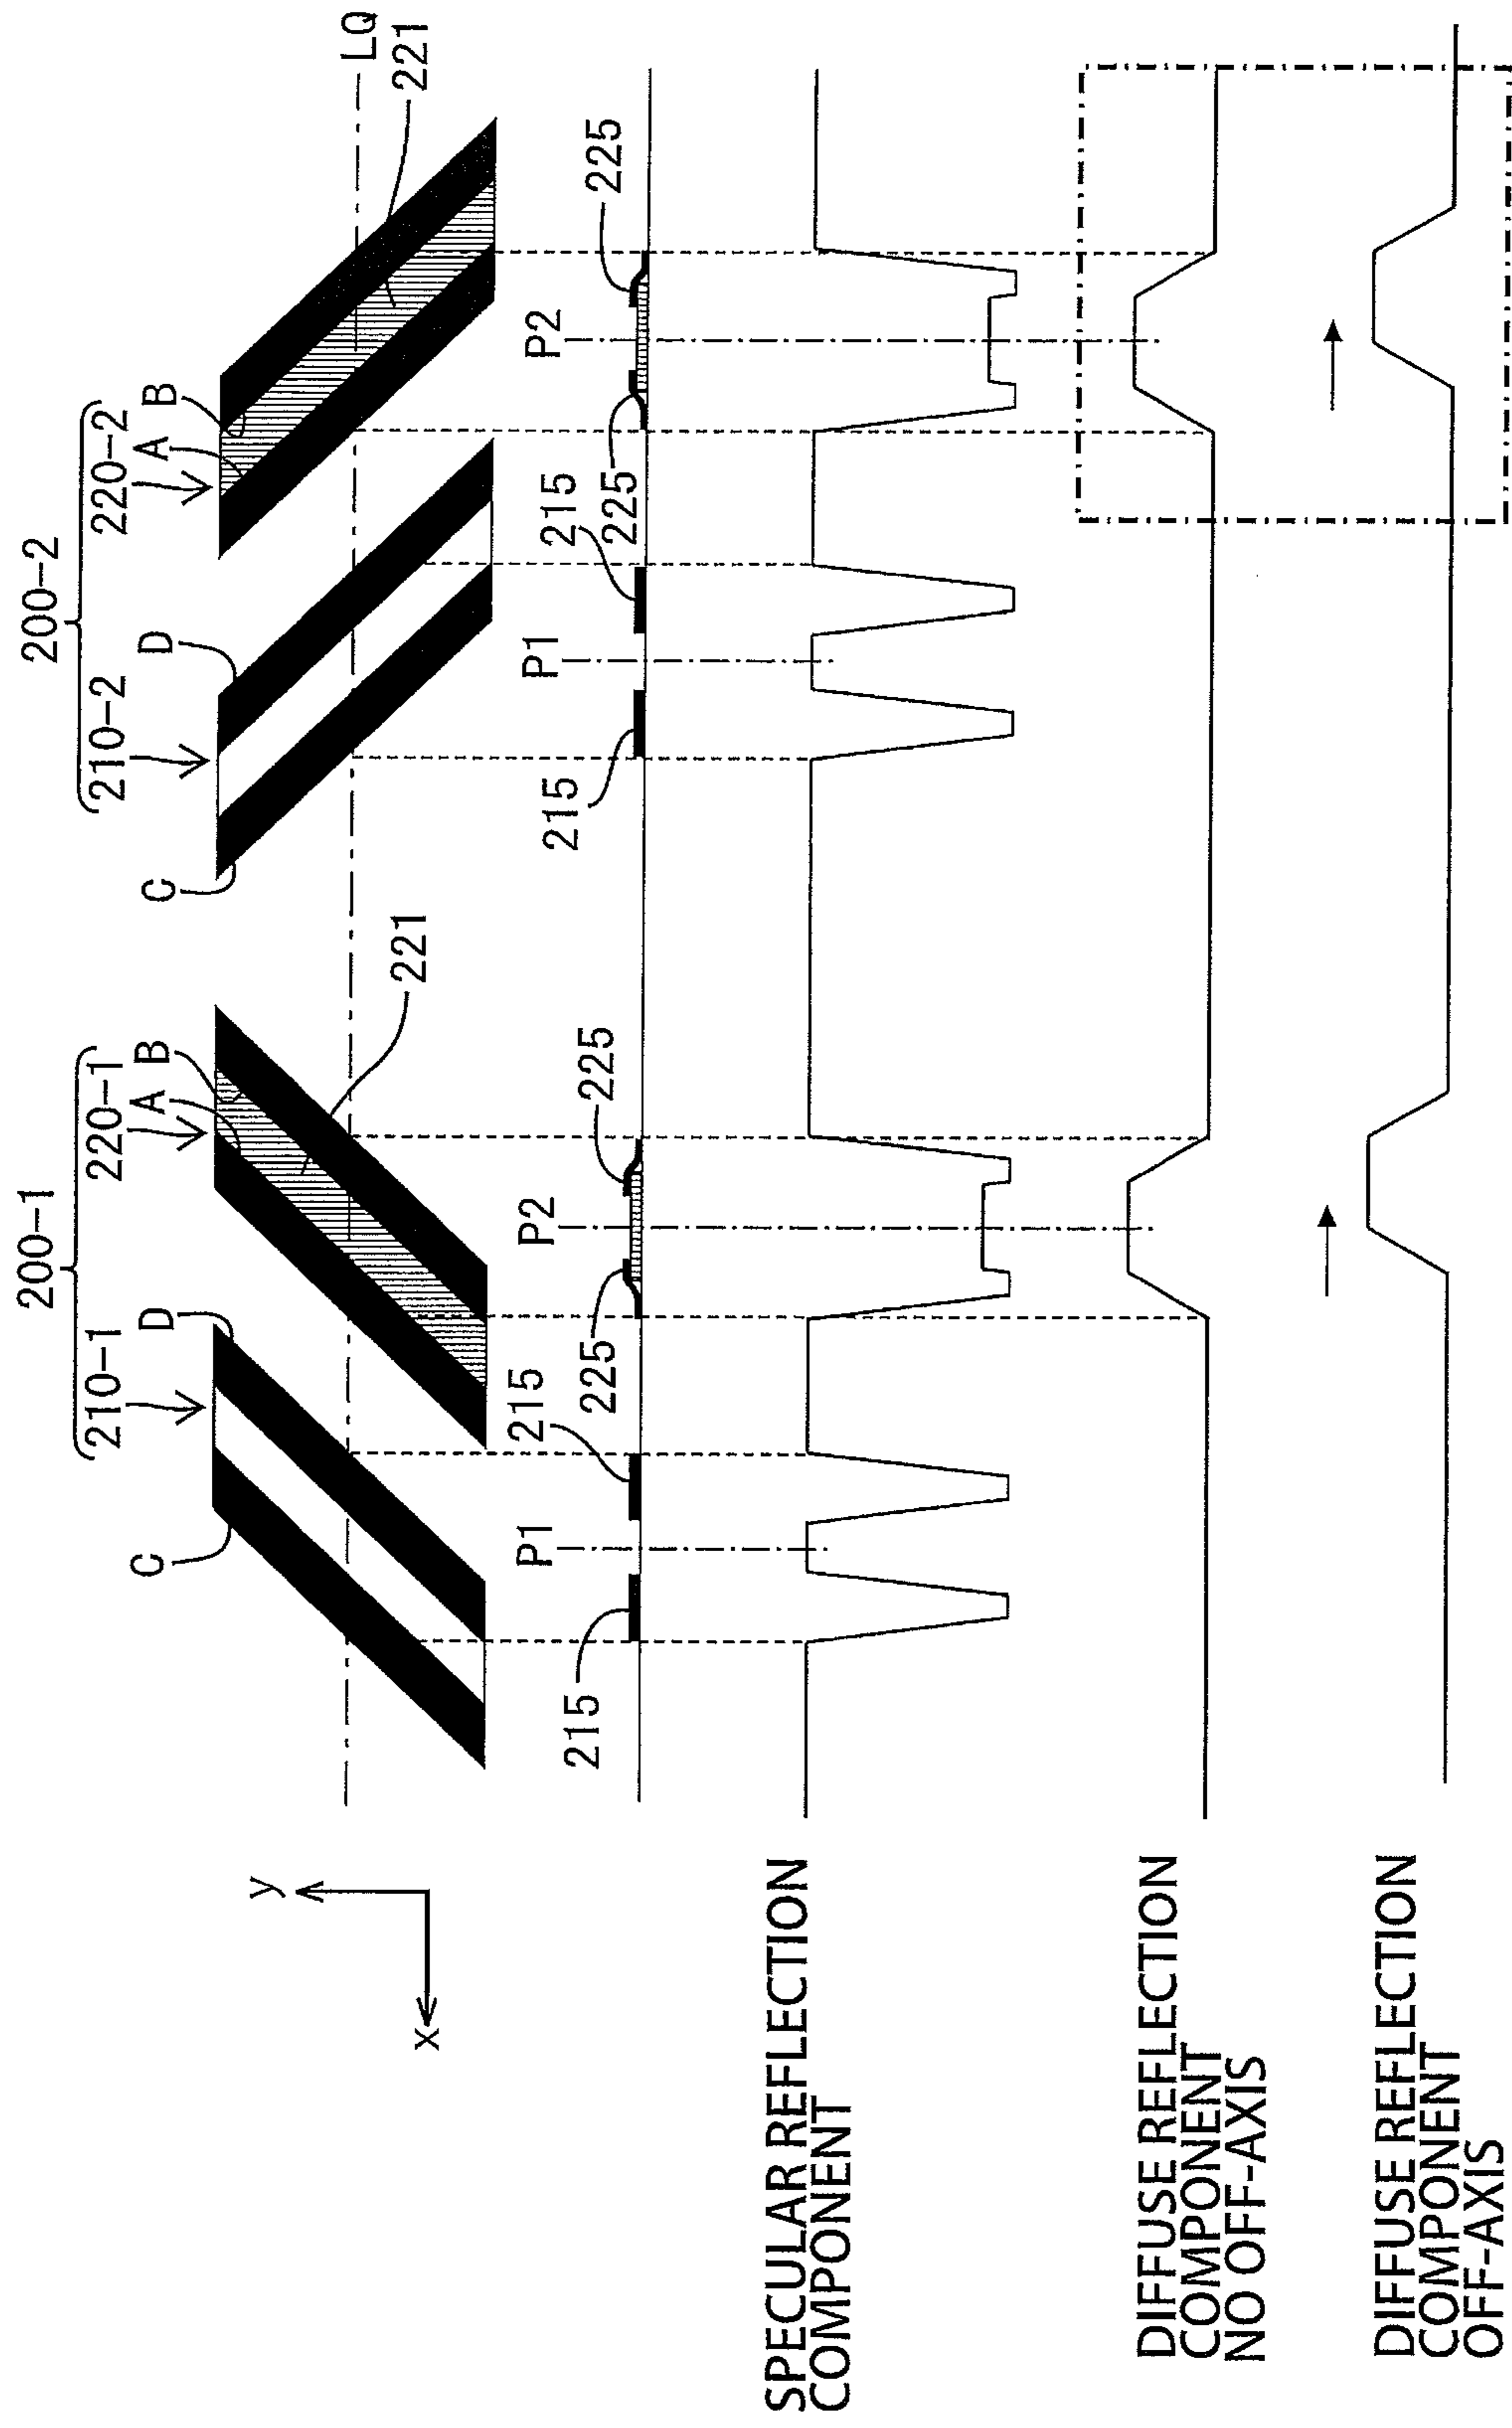 200-1
200-2
210-1
220-1
210-2
220-2
C
D
A
B
C
D
A
B
LQ
221
221
y
x
215
P1
215
225
P2
225
215
P1
215
225
P2
225
SPECULAR REFLECTION
COMPONENT
DIFFUSE REFLECTION
COMPONENT
NO OFF-AXIS
DIFFUSE REFLECTION
COMPONENT
OFF-AXIS